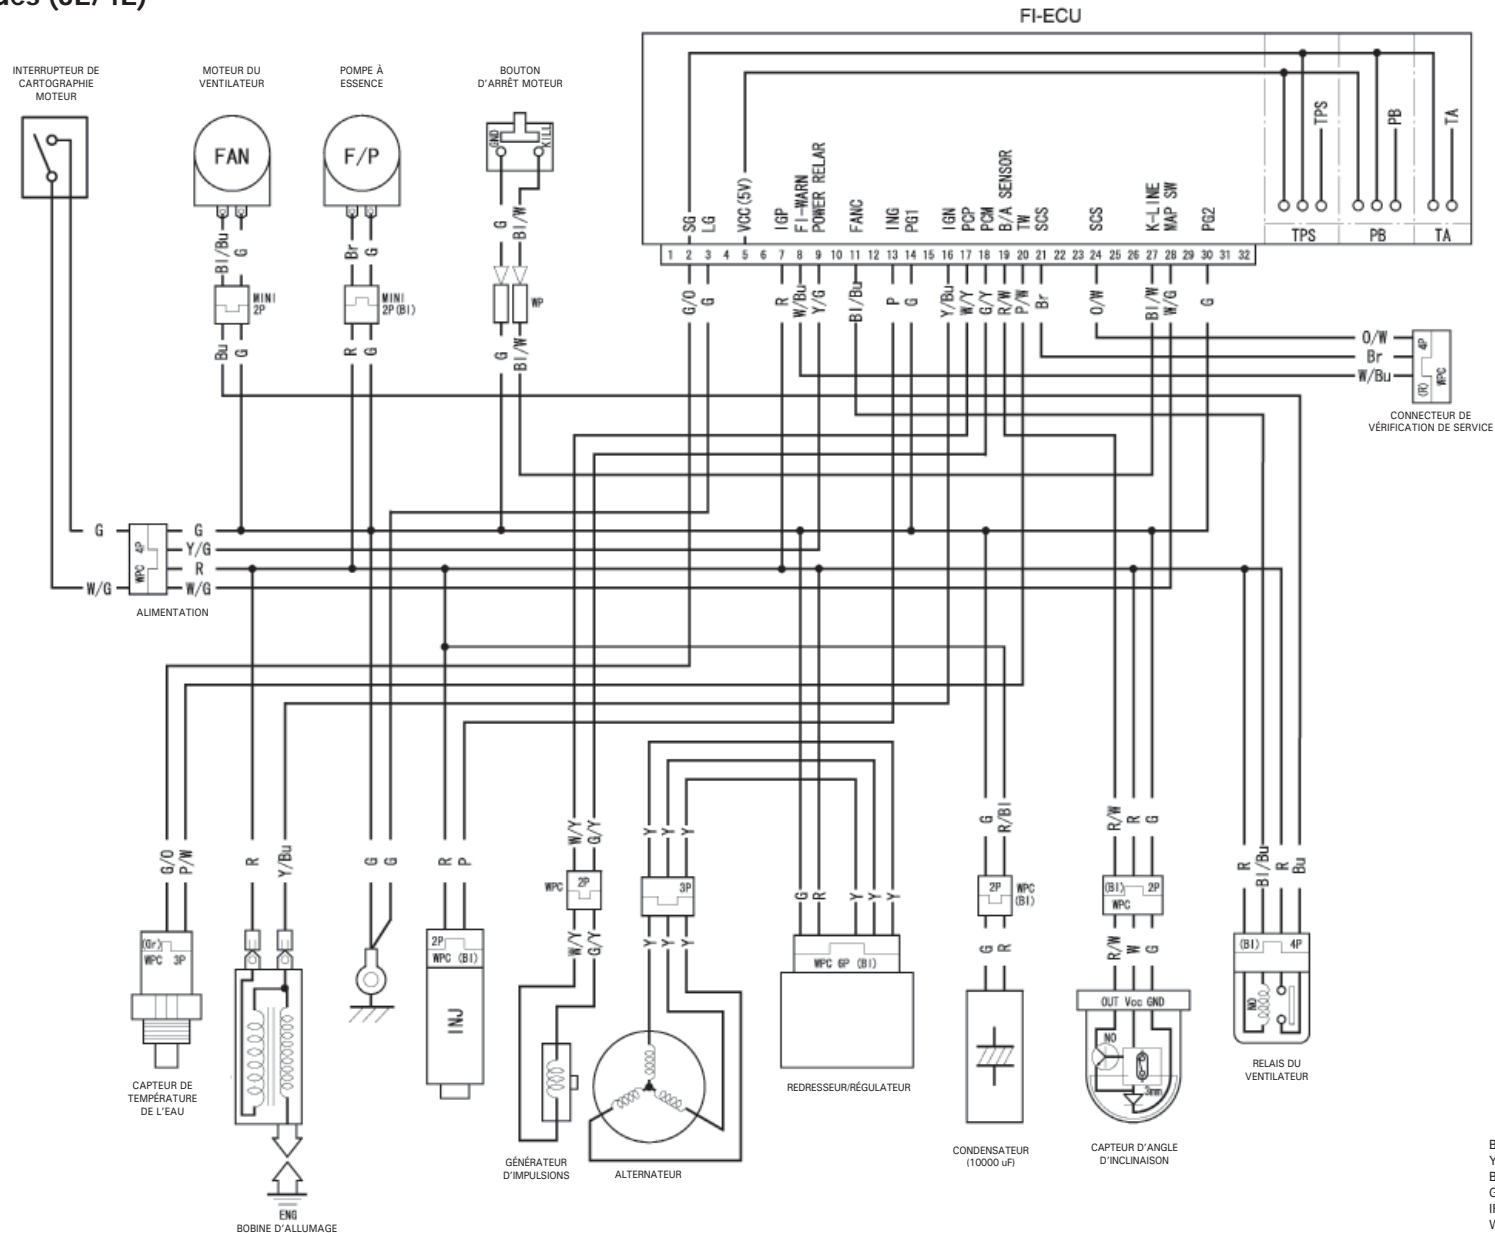 FI-ECU
INTERRUPTEUR DE
CARTOGRAPHIE
MOTEUR
MOTEUR DU
VENTILATEUR
POMPE À
ESSENCE
BOUTON
D'ARRÊT MOTEUR
FAN
F/P
GND
KILL
SG
LG
VCC(5V)
IGP
FI-WARN
POWER RELAR
FANC
ING
PG1
IGN
PCP
PCM
B/A SENSOR
TW
SCS
SCS
K-LINE
MAP SW
PG2
TPS
PB
TA
TPS PB TA
1 2 3 4 5 6 7 8 9 10 11 12 13 14 15 16 17 18 19 20 21 22 23 24 25 26 27 28 29 30 31 32
Bl/Bu
G
Br
G
G
Bl/W
G/O
G
R
W/Bu
Y/G
Bl/Bu
P
G
Y/Bu
W/Y
G/Y
R/W
P/W
Br
O/W
Bl/W
W/G
G
MINI
2P
MINI
2P(Bl)
WP
Bu
G
R
G
G
Bl/W
O/W
Br
W/Bu
4P
WPC
(R)
CONNECTEUR DE
VÉRIFICATION DE SERVICE
G
W/G
4P
WPC
G
Y/G
R
W/G
ALIMENTATION
G/O
P/W
R
Y/Bu
G
G
R
P
W/Y
G/Y
Y
Y
Y
G
R
Y
Y
Y
G
R/Bl
R/W
R
G
R
Bl/Bu
R
Bu
WPC
2P
3P
2P
WPC
(Bl)
(Bl) 2P
WPC
W/Y
G/Y
Y
Y
Y
G
R
R/W
W
G
(Gr)
WPC 3P
2P
WPC (Bl)
INJ
WPC 6P (Bl)
(Bl) 4P
NO
OUT Vcc GND
NO
3mm
CAPTEUR DE
TEMPÉRATURE
DE L'EAU
ENG
BOBINE D'ALLUMAGE
GÉNÉRATEUR
D'IMPULSIONS
ALTERNATEUR
REDRESSEUR/RÉGULATEUR
CONDENSATEUR
(10000 uF)
CAPTEUR D'ANGLE
D'INCLINAISON
RELAIS DU
VENTILATEUR